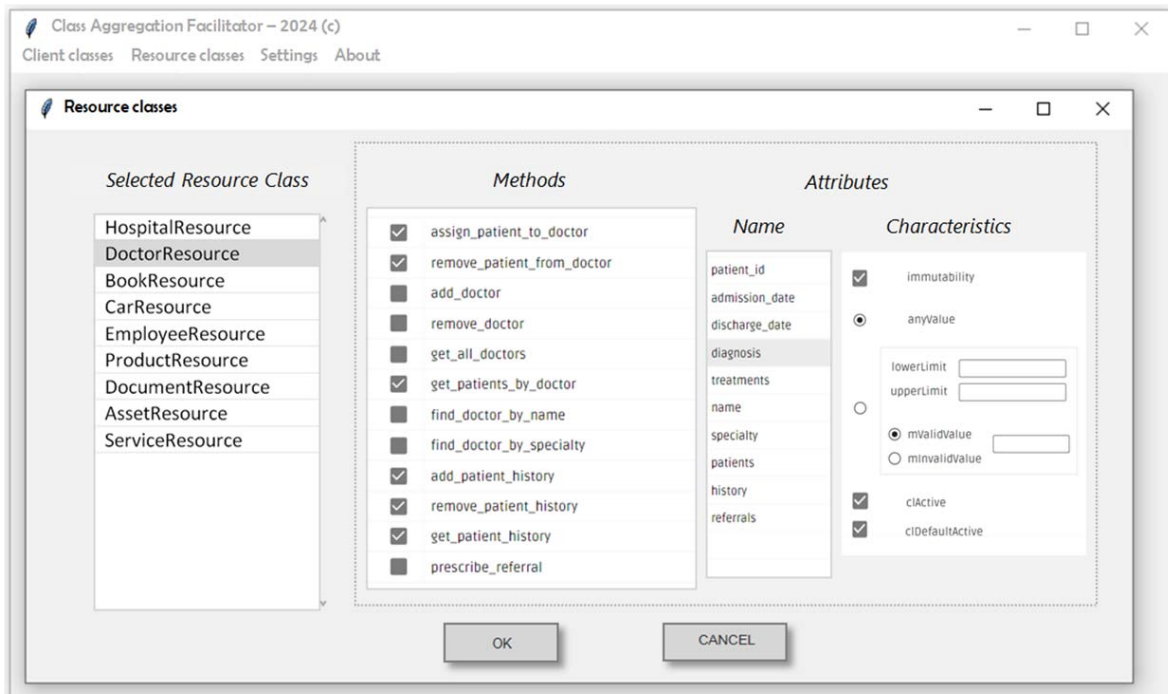 Class Aggregation Facilitator – 2024 (c)
Client classes Resource classes Settings About
Resource classes
Selected Resource Class
HospitalResource
DoctorResource
BookResource
CarResource
EmployeeResource
ProductResource
DocumentResource
AssetResource
ServiceResource
Methods
assign_patient_to_doctor
remove_patient_from_doctor
add_doctor
remove_doctor
get_all_doctors
get_patients_by_doctor
find_doctor_by_name
find_doctor_by_specialty
add_patient_history
remove_patient_history
get_patient_history
prescribe_referral
Attributes
Name
patient_id
admission_date
discharge_date
diagnosis
treatments
name
specialty
patients
history
referrals
Characteristics
immutability
anyValue
lowerLimit
upperLimit
mValidValue
mInvalidValue
clActive
clDefaultActive
OK
CANCEL